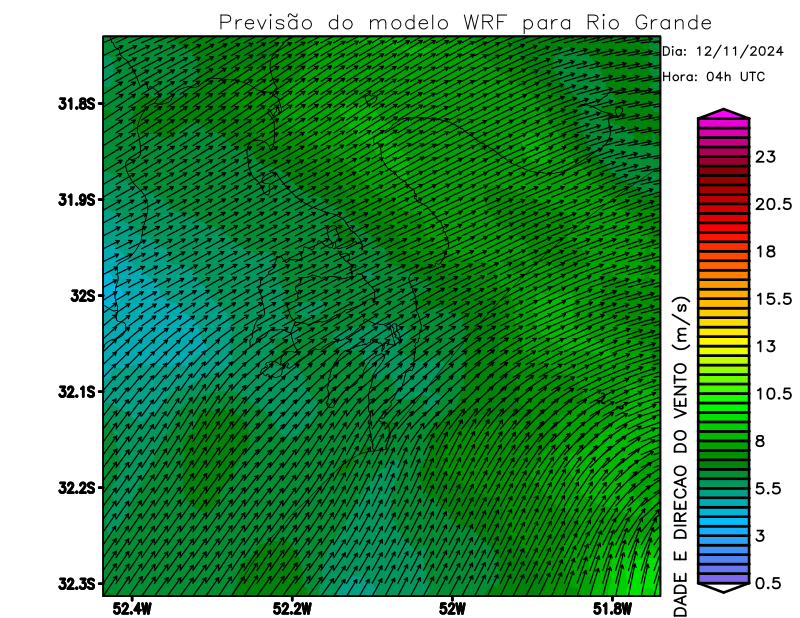 Previsão do modelo WRF para Rio Grande
Dia: 12/11/2024
Hora: 04h UTC
31.8S
31.9S
32S
32.1S
32.2S
32.3S
52.4W
52.2W
52W
51.8W
23
20.5
18
15.5
13
10.5
8
5.5
3
0.5
DADE E DIRECAO DO VENTO (m/s)